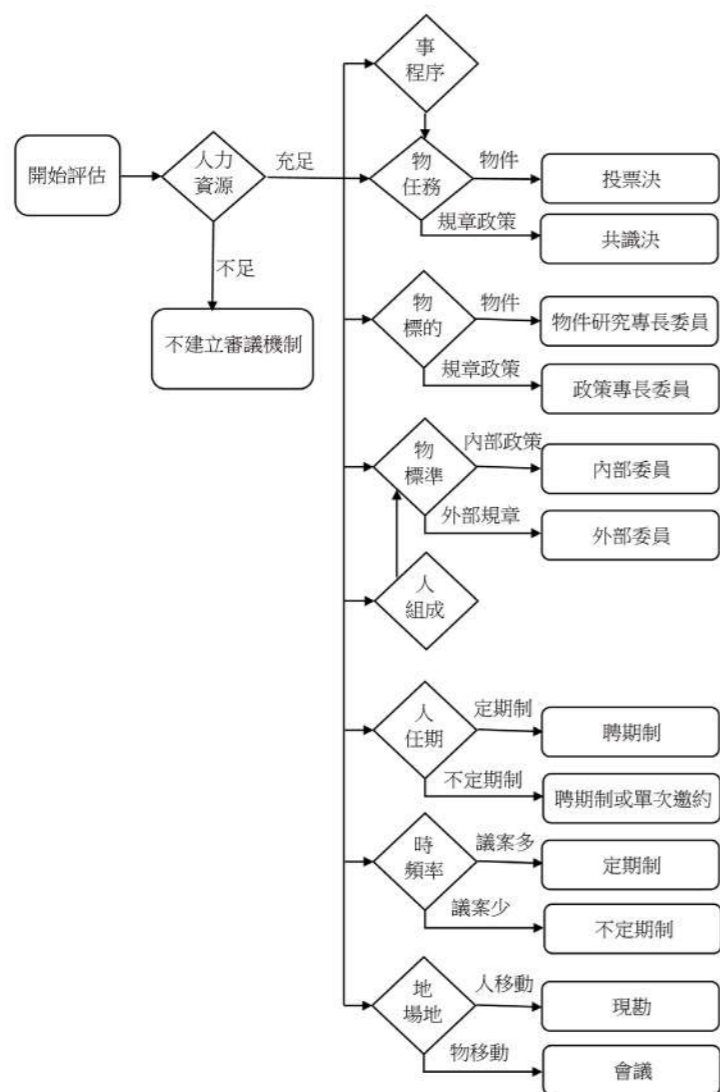 開始評估
人力
資源
充足
不足
不建立審議機制
事
程序
物
任務
物件
投票決
規章政策
共識決
物
標的
物件
物件研究專長委員
規章政策
政策專長委員
物
標準
內部政策
內部委員
外部規章
外部委員
人
組成
人
任期
定期制
聘期制
不定期制
聘期制或單次邀約
時
頻率
議案多
定期制
議案少
不定期制
地
場地
人移動
現勘
物移動
會議